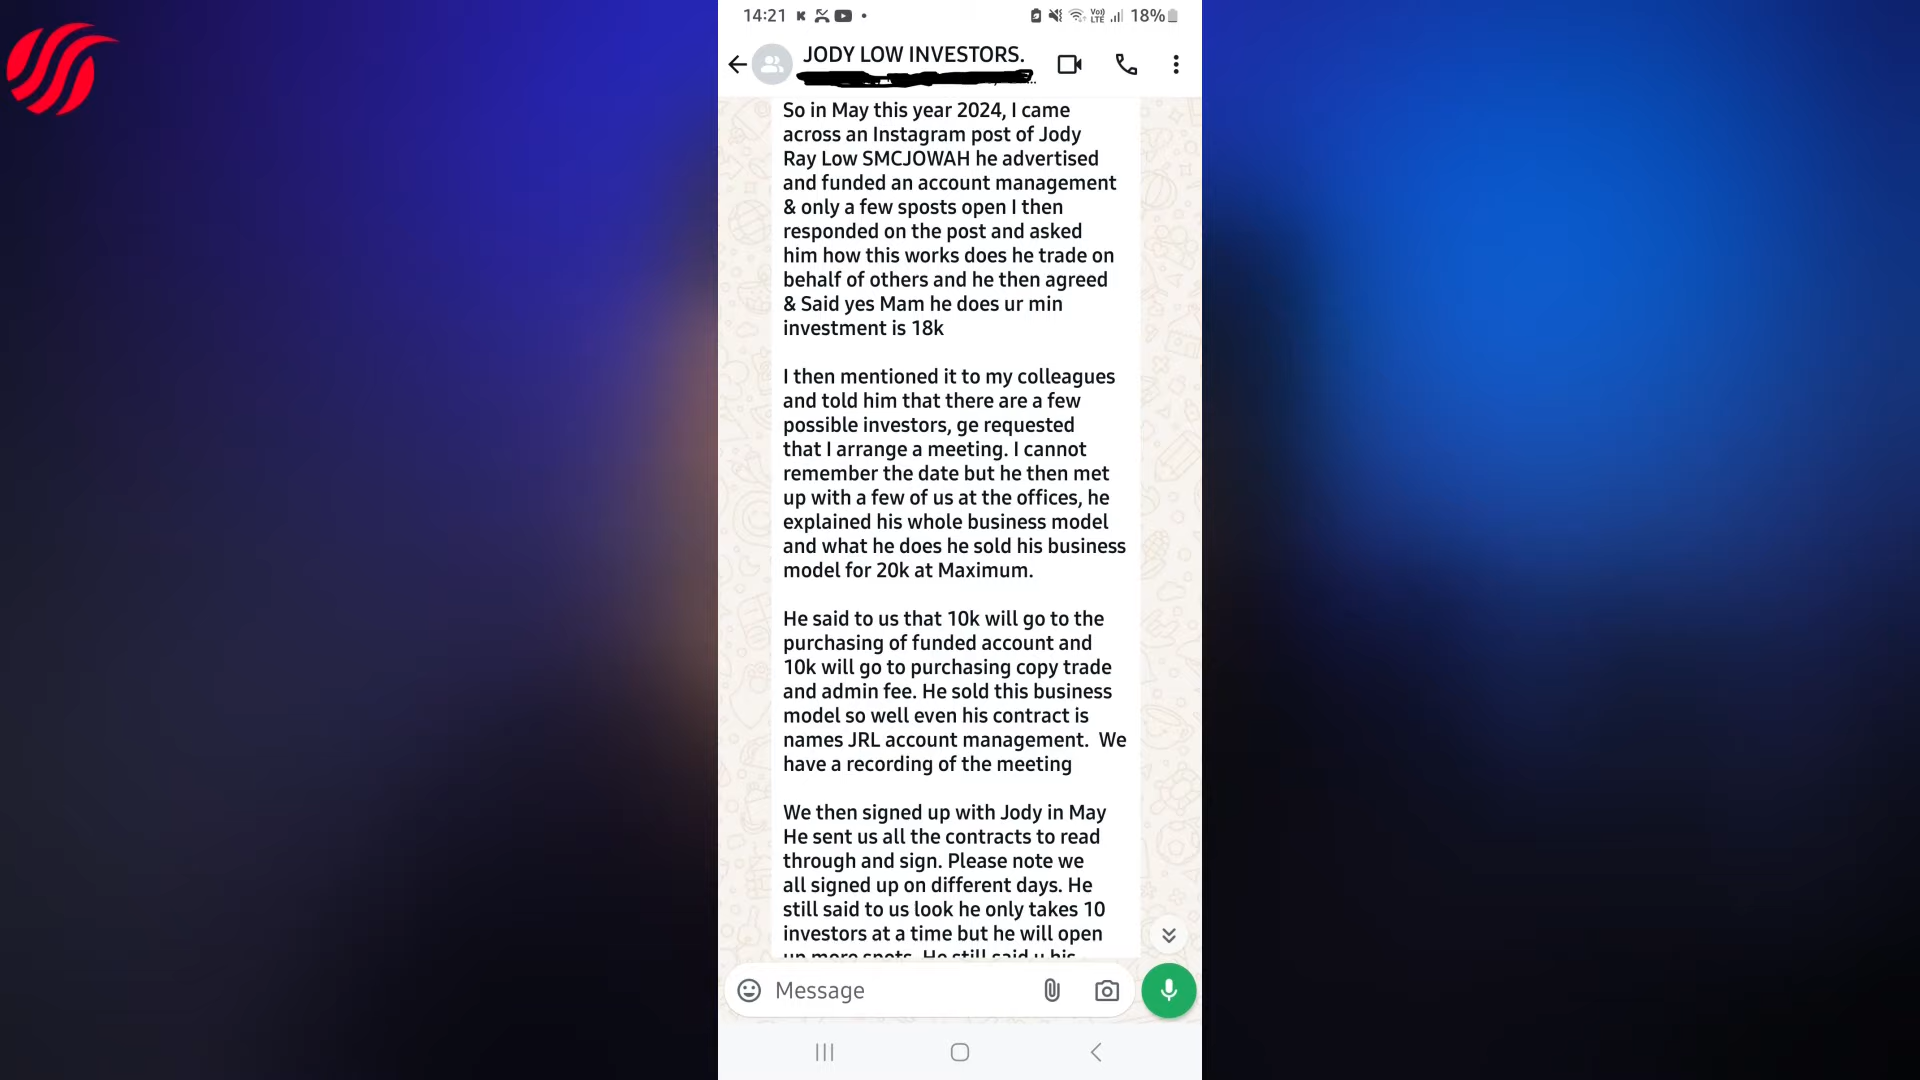 14:21
Vo))
LTE
18%
JODY LOW INVESTORS.
So in May this year 2024, I came
across an Instagram post of Jody
Ray Low SMCJOWAH he advertised
and funded an account management
& only a few sposts open I then
responded on the post and asked
him how this works does he trade on
behalf of others and he then agreed
& Said yes Mam he does ur min
investment is 18k
I then mentioned it to my colleagues
and told him that there are a few
possible investors, ge requested
that I arrange a meeting. I cannot
remember the date but he then met
up with a few of us at the offices, he
explained his whole business model
and what he does he sold his business
model for 20k at Maximum.
He said to us that 10k will go to the
purchasing of funded account and
10k will go to purchasing copy trade
and admin fee. He sold this business
model so well even his contract is
names JRL account management.  We
have a recording of the meeting
We then signed up with Jody in May
He sent us all the contracts to read
through and sign. Please note we
all signed up on different days. He
still said to us look he only takes 10
investors at a time but he will open
up more spots. He still said u his
Message